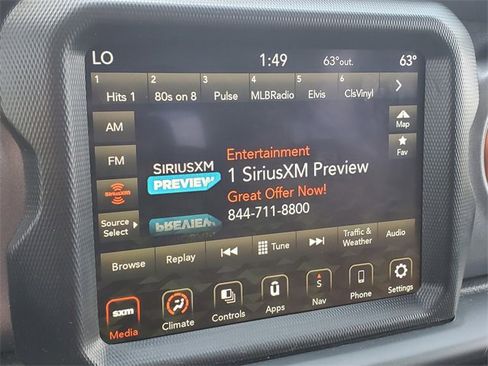 LO 1:49 63°out. 63°
1 2 3 4 5 6
Hits 1 80s on 8 Pulse MLBRadio Elvis ClsVinyl
AM
Map
FM
Fav
SIRIUSXM
PREVIEW
Entertainment
1 SiriusXM Preview
Great Offer Now!
844-711-8800
SiriusXM
Source
Select
Browse Replay Tune Traffic &
Weather Audio
sxm S
Media Climate Controls Apps Nav Phone Settings